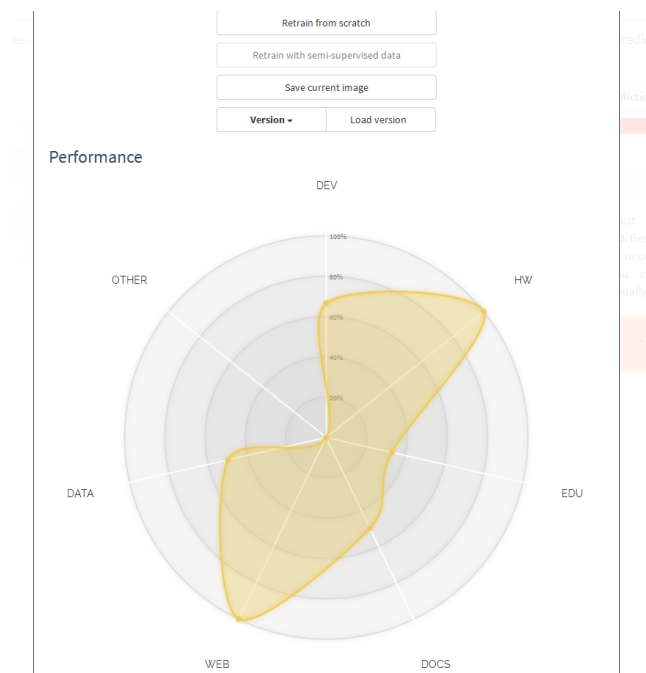 Retrain from scratch
Retrain with semi-supervised data
Save current image
Version Load version
Performance
DEV
100%
OTHER
80%
HW
60%
40%
20%
DATA
EDU
WEB
DOCS